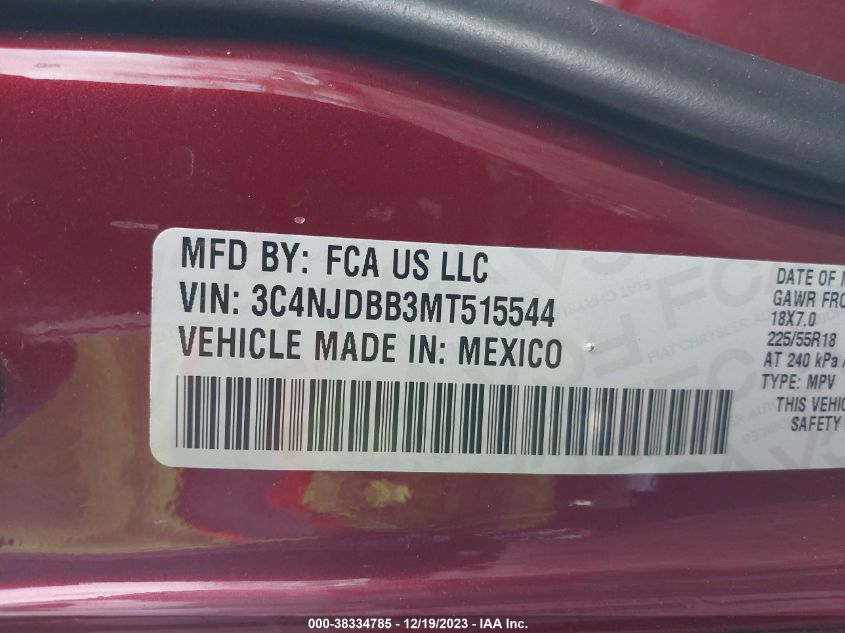 MFD BY: FCA US LLC
VIN: 3C4NJDBB3MT515544
VEHICLE MADE IN: MEXICO
DATE OF M
GAWR FRO
18X7.0
225/55R18
AT 240 kPa
TYPE: MPV
THIS VEHIC
SAFETY
000-38334785 - 12/19/2023 - IAA Inc.